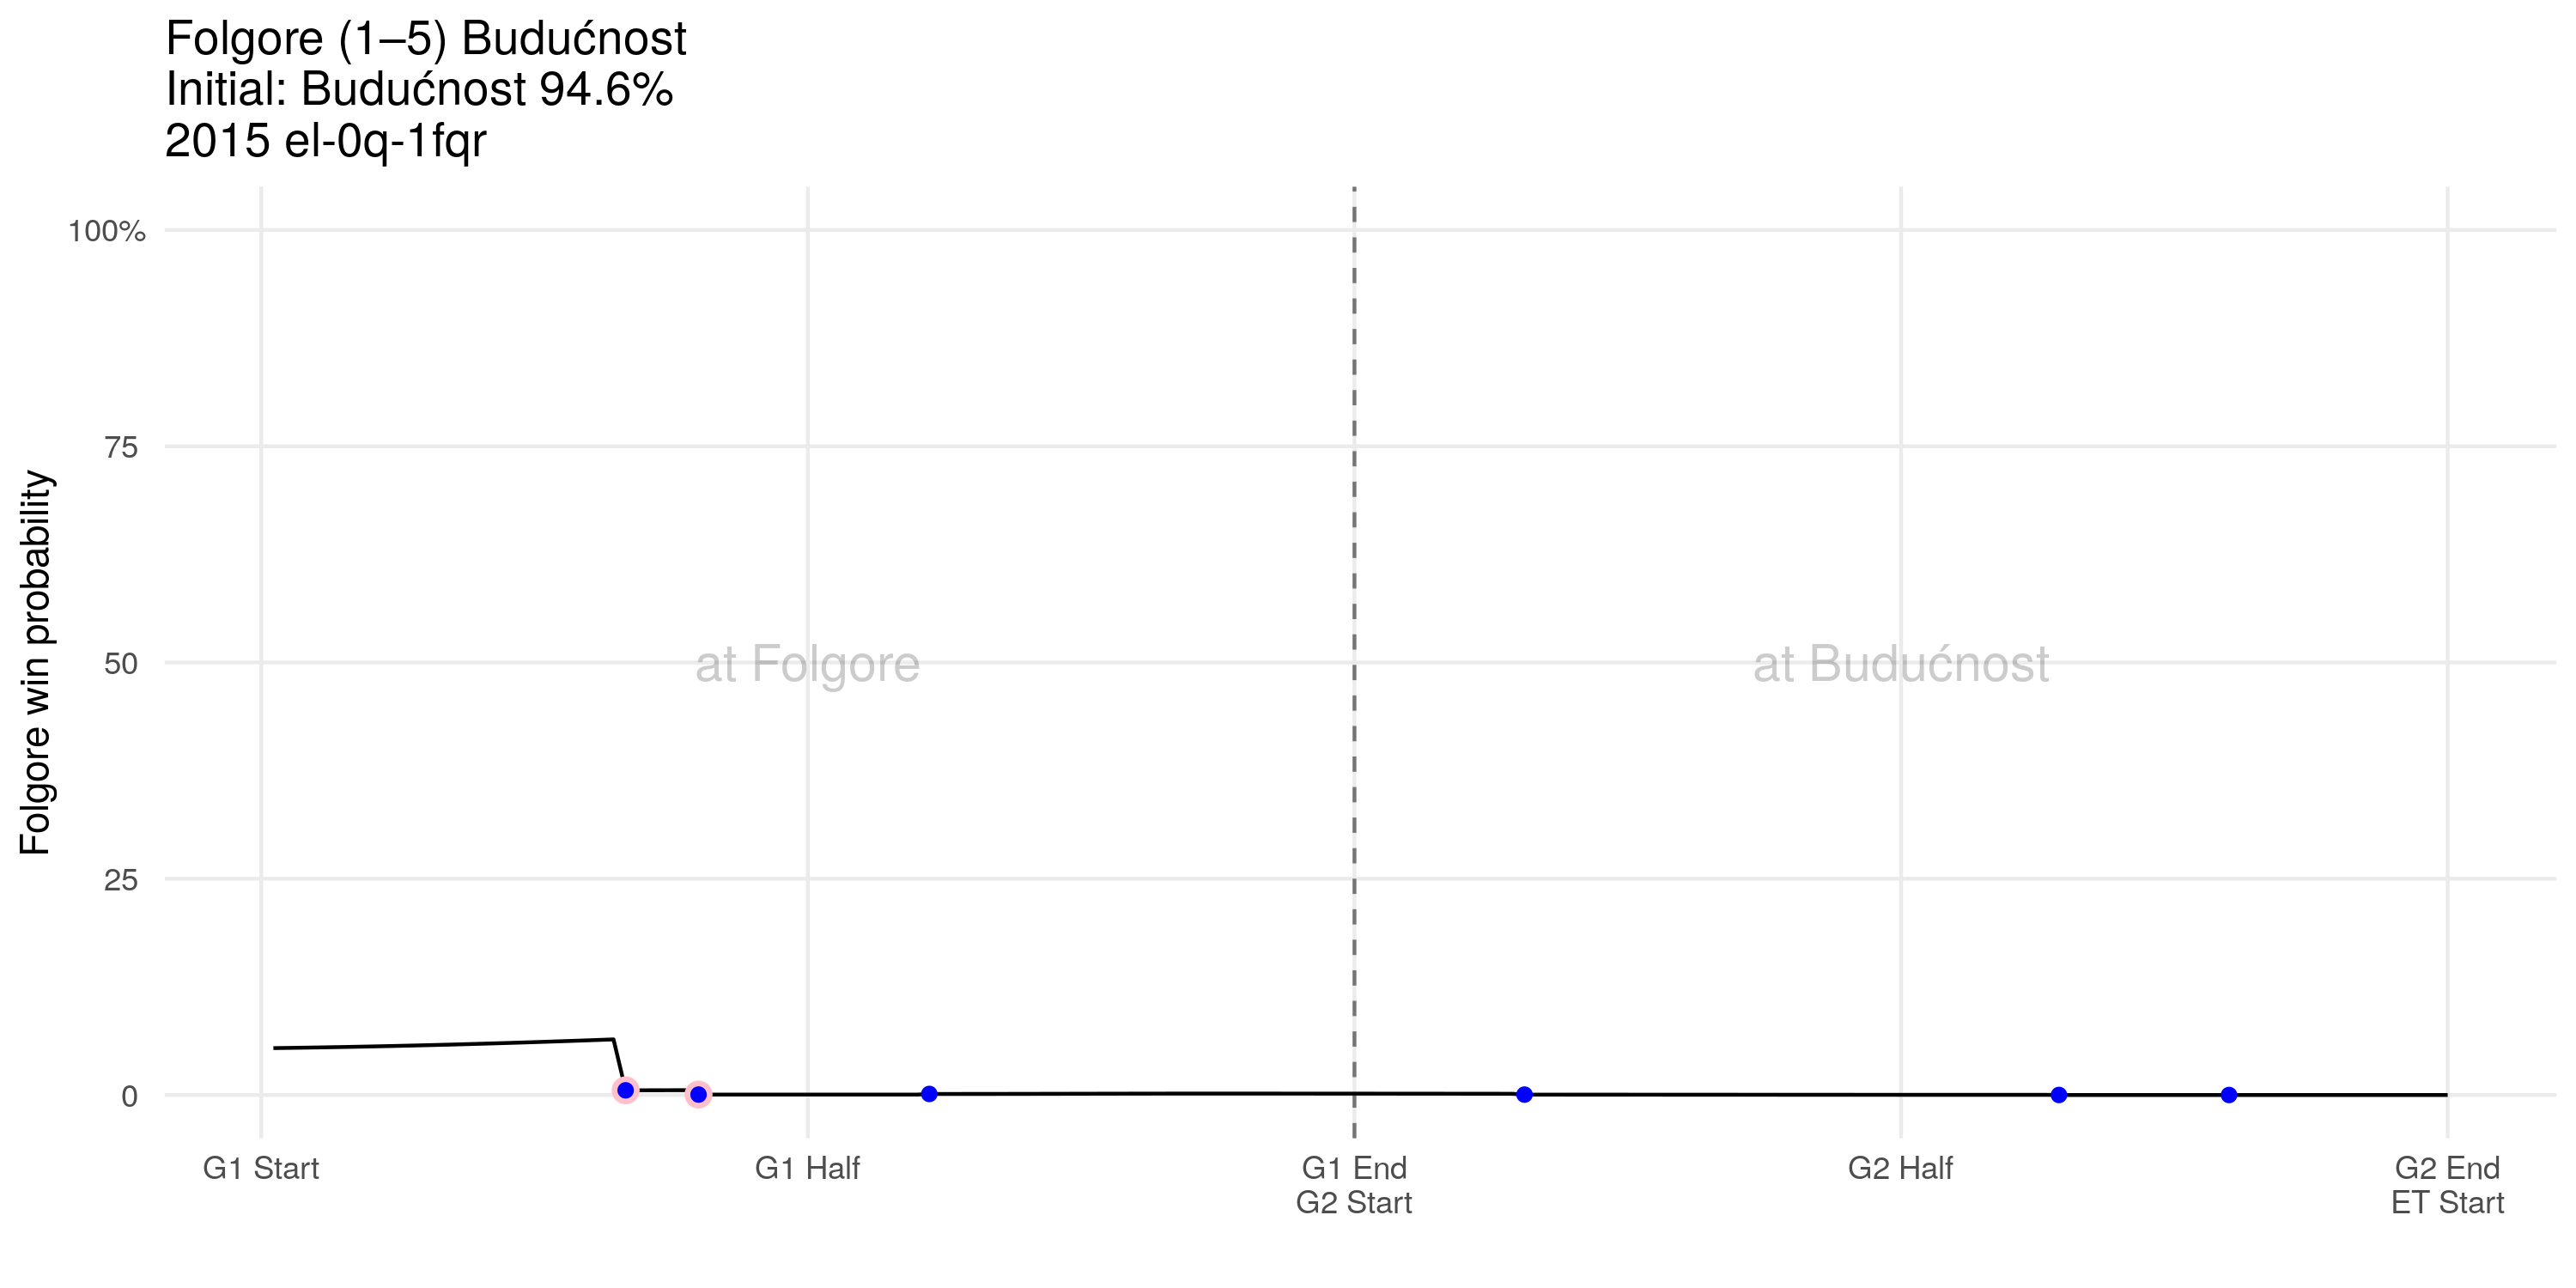 Folgore (1–5) Budućnost
Initial: Budućnost 94.6%
2015 el-0q-1fqr
Folgore win probability
100%
75
50
25
0
at Folgore
at Budućnost
G1 Start
G1 Half
G1 End
G2 Start
G2 Half
G2 End
ET Start